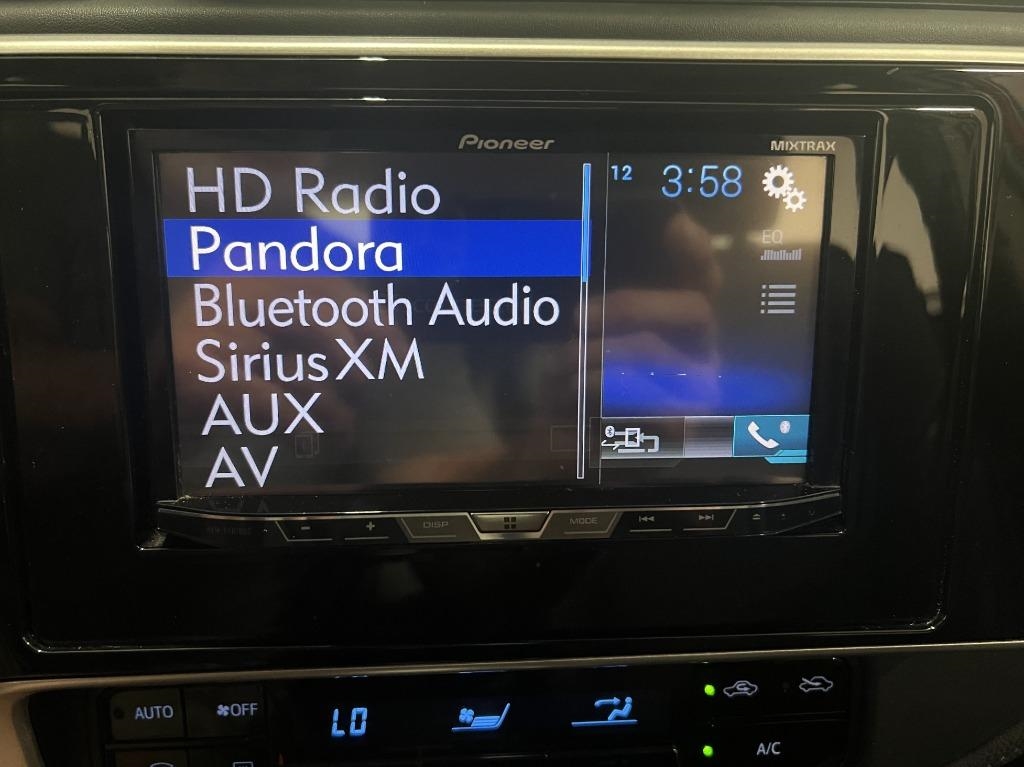 Pioneer
MIXTRAX
HD Radio
Pandora
Bluetooth Audio
SiriusXM
AUX
AV
12
3:58
EQ
DISP
MODE
AUTO
OFF
LO
A/C